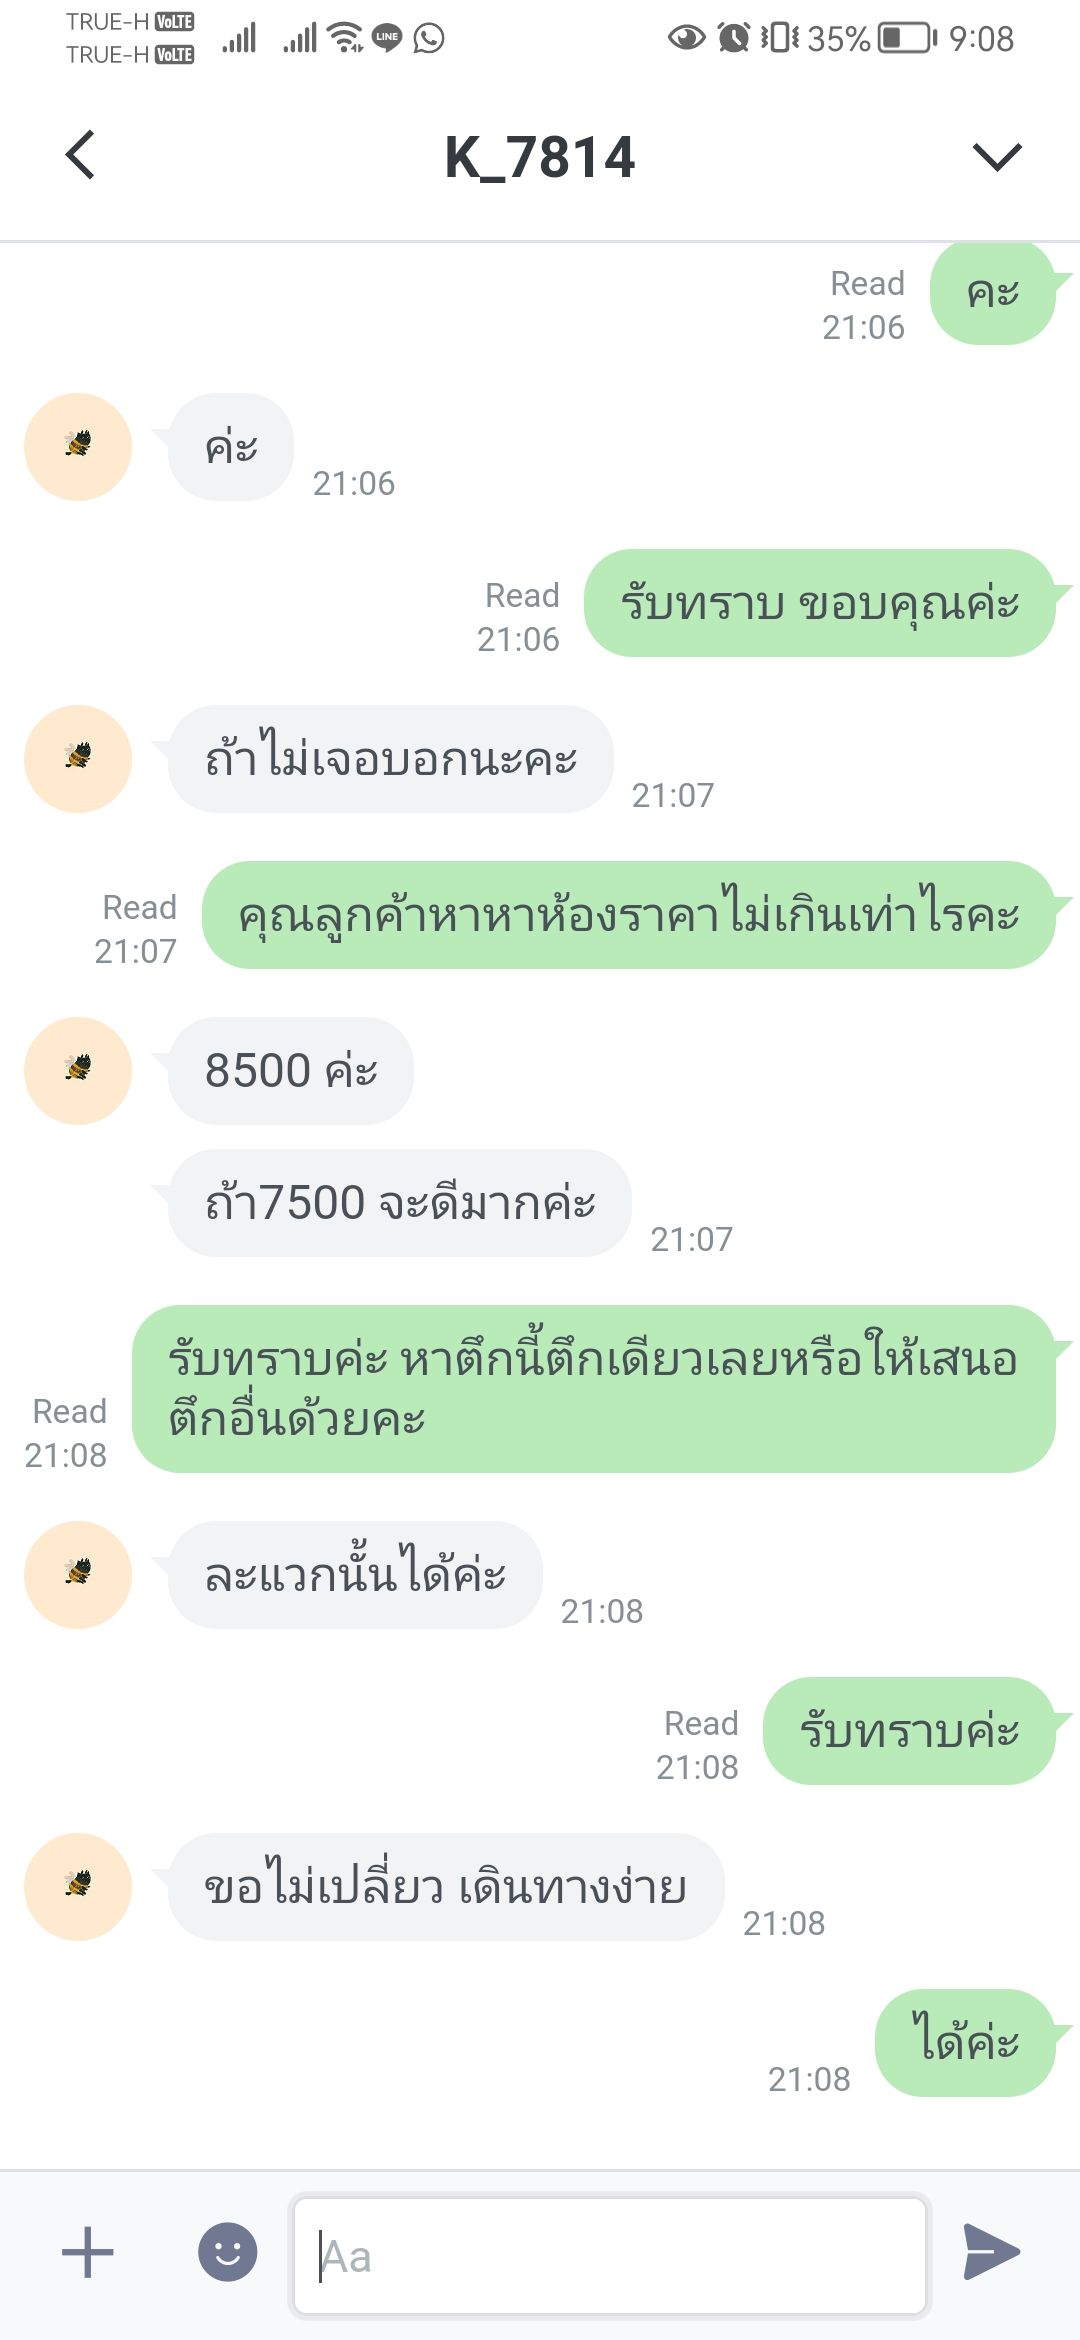 TRUE-H VoLTE
TRUE-H VoLTE
LINE
35%
9:08
K_7814
Read
21:06
คะ
ค่ะ
21:06
Read
21:06
รับทราบ ขอบคุณค่ะ
ถ้าไม่เจอบอกนะคะ
21:07
Read
21:07
คุณลูกค้าหาหาห้องราคาไม่เกินเท่าไรคะ
8500 ค่ะ
ถ้า7500 จะดีมากค่ะ
21:07
รับทราบค่ะ หาตึกนี้ตึกเดียวเลยหรือให้เสนอ
ตึกอื่นด้วยคะ
Read
21:08
ละแวกนั้นได้ค่ะ
21:08
Read
21:08
รับทราบค่ะ
ขอไม่เปลี่ยว เดินทางง่าย
21:08
21:08
ได้ค่ะ
Aa